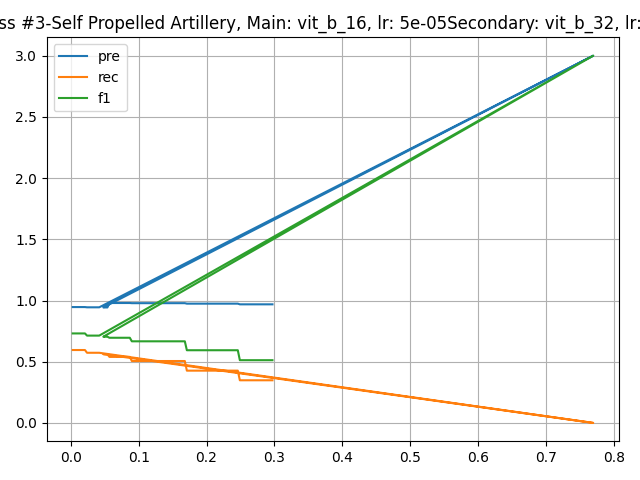 ss #3-Self Propelled Artillery, Main: vit_b_16, lr: 5e-05Secondary: vit_b_32, lr:
pre
rec
f1
3.0
2.5
2.0
1.5
1.0
0.5
0.0
0.0 0.1 0.2 0.3 0.4 0.5 0.6 0.7 0.8